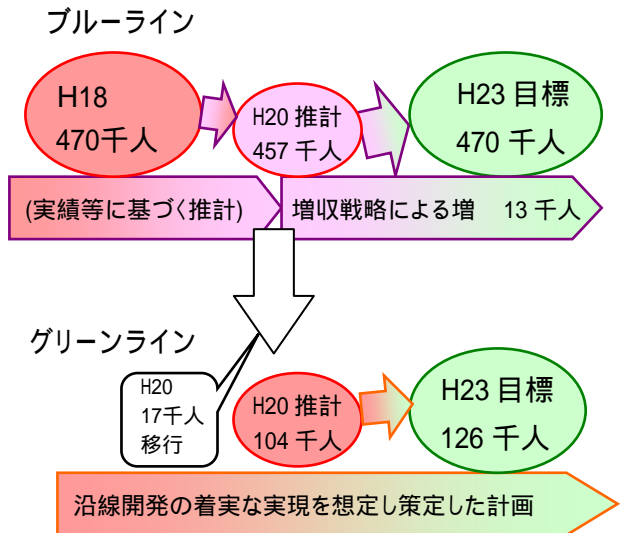 ブルーライン
H18
470千人
H20 推計
457 千人
H23 目標
470 千人
(実績等に基づく推計)
増収戦略による増　13 千人
グリーンライン
H20
17千人
移行
H20 推計
104 千人
H23 目標
126 千人
沿線開発の着実な実現を想定し策定した計画